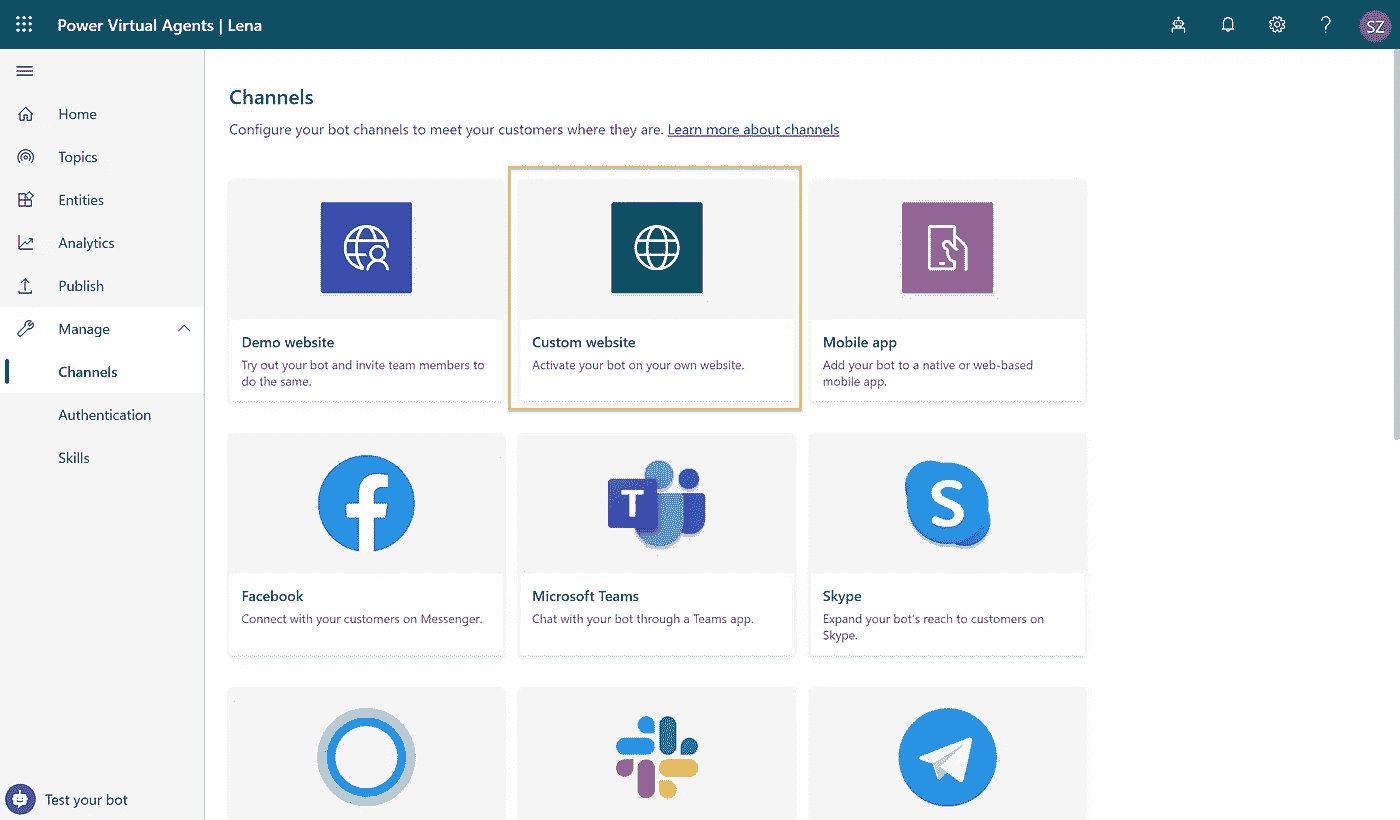 Power Virtual Agents | Lena
SZ
Home
Topics
Entities
Analytics
Publish
Manage
Channels
Authentication
Skills
Test your bot
Channels
Configure your bot channels to meet your customers where they are. Learn more about channels
Demo website
Try out your bot and invite team members to
do the same.
Custom website
Activate your bot on your own website.
Mobile app
Add your bot to a native or web-based
mobile app.
Facebook
Connect with your customers on Messenger.
T
Microsoft Teams
Chat with your bot through a Teams app.
S
Skype
Expand your bot's reach to customers on
Skype.